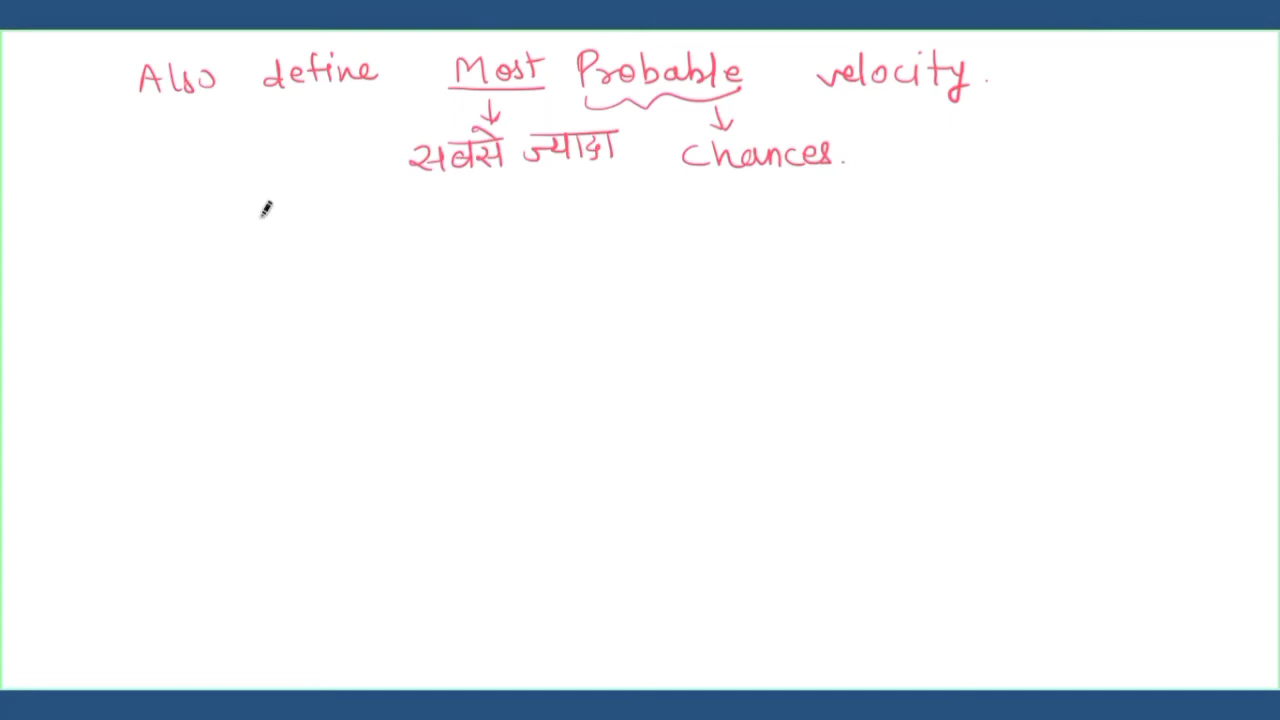 Also define Most Probable velocity.
सबसे ज्यादा chances.